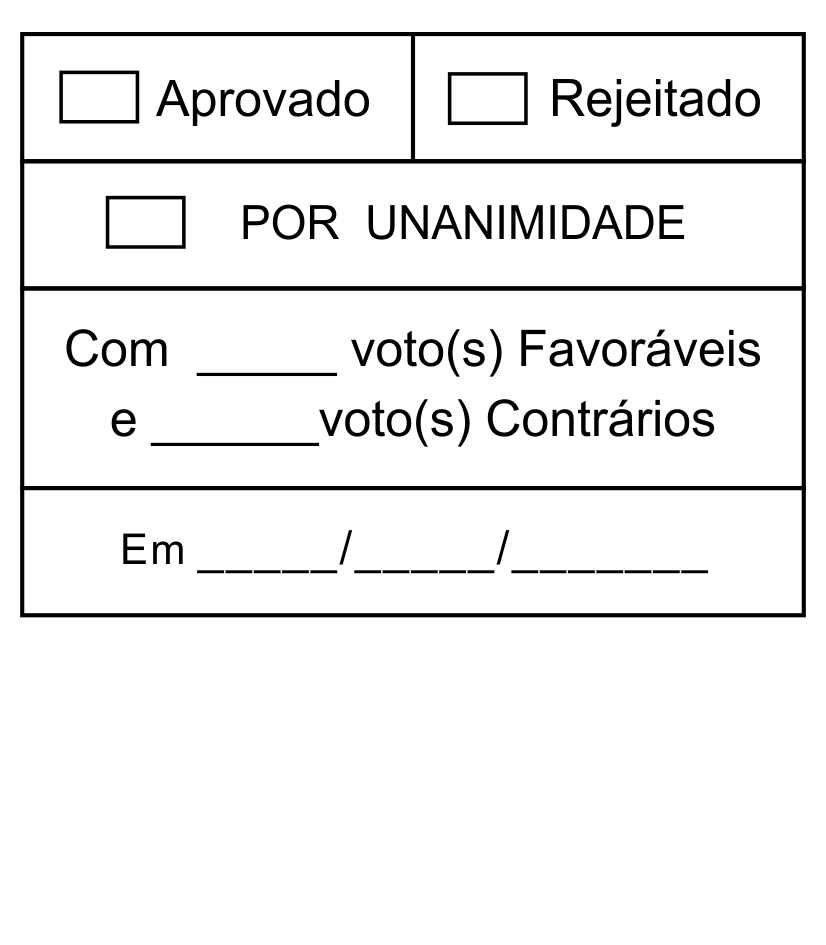 Aprovado Rejeitado
POR UNANIMIDADE
Com _____ voto(s) Favoráveis
e ______voto(s) Contrários
Em _____/_____/_______